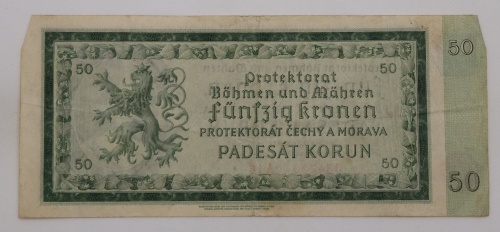 50
50
Protektorat
Böhmen und Mähren
Fünfzig Kronen
PROTEKTORÁT ČECHY A MORAVA
PADESÁT KORUN
50
50
50
50